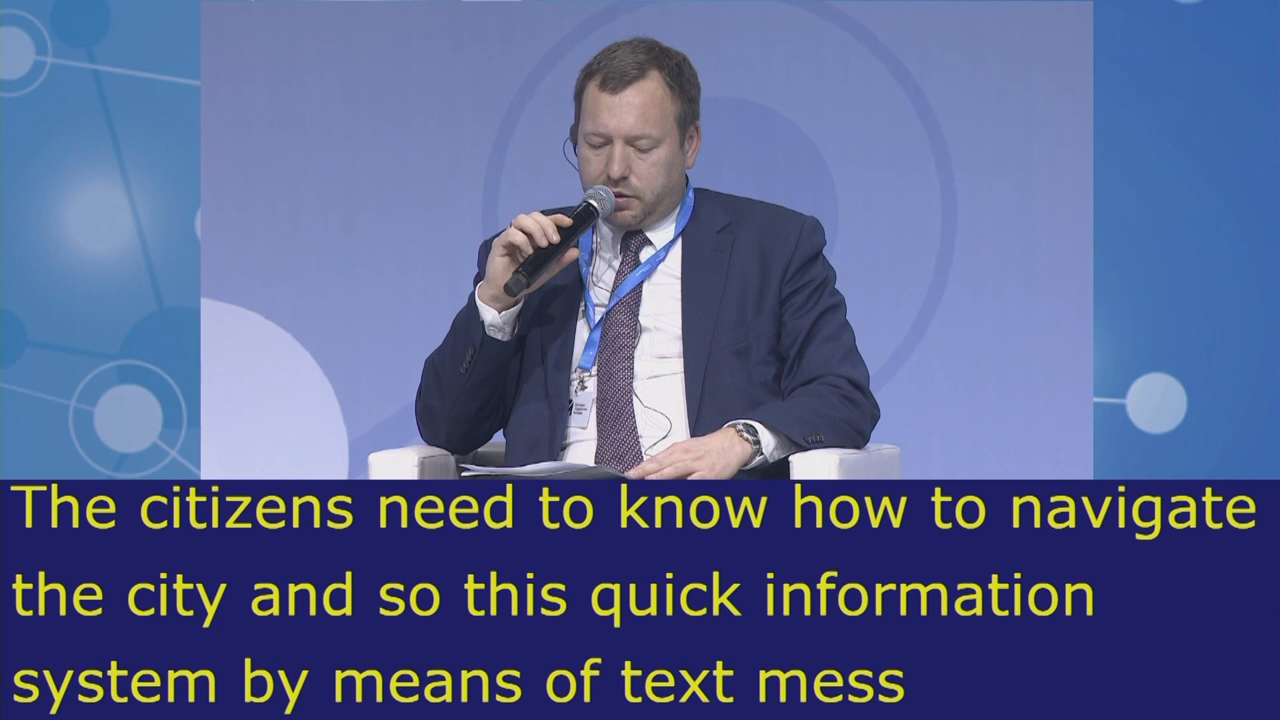 The citizens need to know how to navigate
the city and so this quick information
system by means of text mess